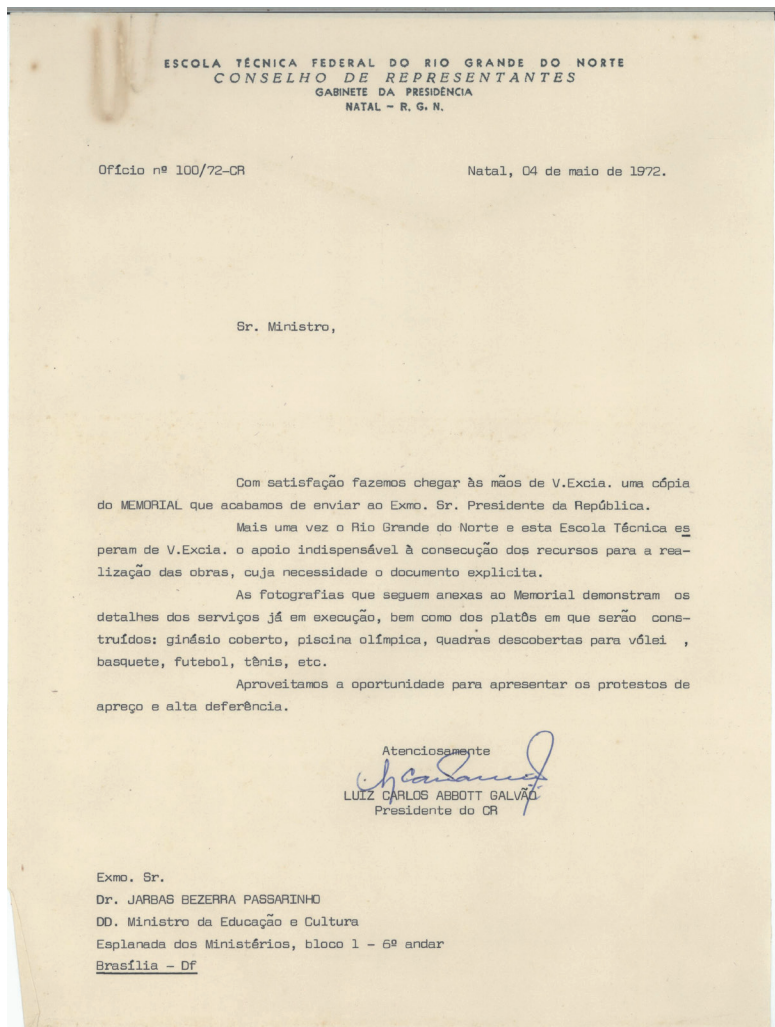 ESCOLA TÉCNICA FEDERAL DO RIO GRANDE DO NORTE
CONSELHO DE REPRESENTANTES
GABINETE DA PRESIDÊNCIA
NATAL - R. G. N.
Ofício nº 100/72-CR Natal, 04 de maio de 1972.
Sr. Ministro,
Com satisfação fazemos chegar às mãos de V.Excia. uma cópia
do MEMORIAL que acabamos de enviar ao Exmo. Sr. Presidente da República.
Mais uma vez o Rio Grande do Norte e esta Escola Técnica es
peram de V.Excia. o apoio indispensável à consecução dos recursos para a rea-
lização das obras, cuja necessidade o documento explicita.
As fotografias que seguem anexas ao Memorial demonstram os
detalhes dos serviços já em execução, bem como dos platôs em que serão cons-
truídos: ginásio coberto, piscina olímpica, quadras descobertas para vólei ,
basquete, futebol, tênis, etc.
Aproveitamos a oportunidade para apresentar os protestos de
apreço e alta deferência.
Atenciosamente
LUIZ CARLOS ABBOTT GALVÃO
Presidente do CR
Exmo. Sr.
Dr. JARBAS BEZERRA PASSARINHO
DD. Ministro da Educação e Cultura
Esplanada dos Ministérios, bloco 1 - 6º andar
Brasília - Df